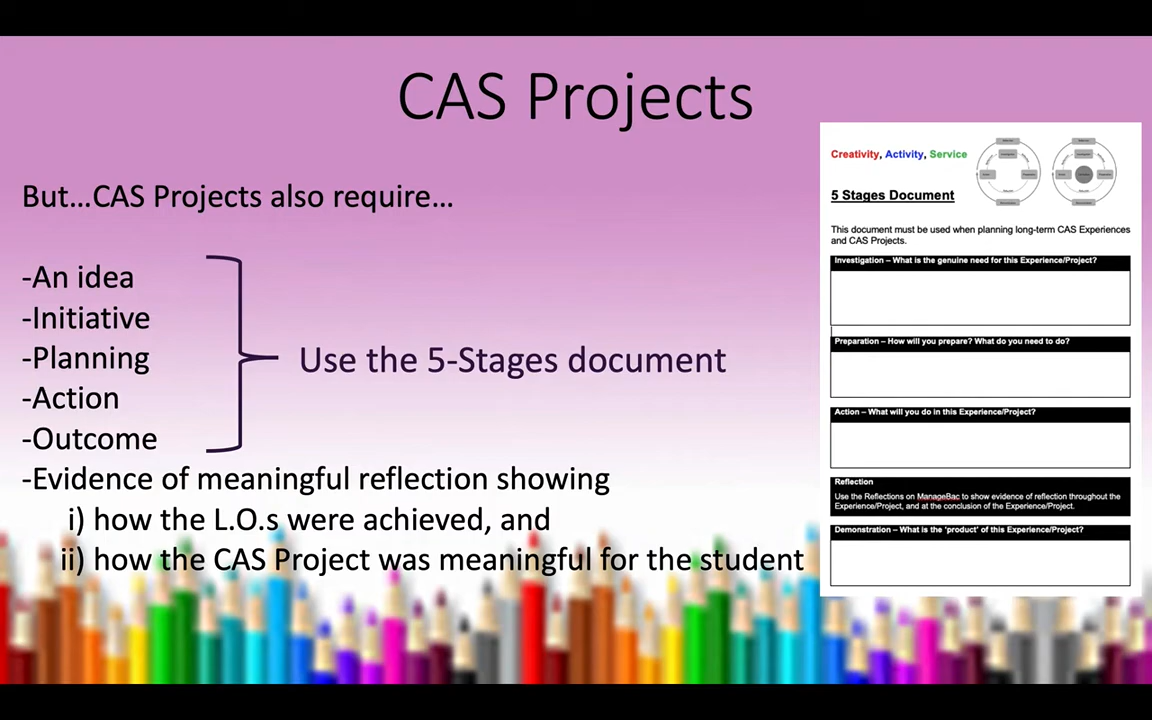 CAS Projects
But...CAS Projects also require...
-An idea
-Initiative
-Planning
-Action
-Outcome
Use the 5-Stages document
-Evidence of meaningful reflection showing
i) how the L.O.s were achieved, and
ii) how the CAS Project was meaningful for the student
Creativity, Activity, Service
5 Stages Document
This document must be used when planning long-term CAS Experiences
and CAS Projects.
Investigation – What is the genuine need for this Experience/Project?
Preparation – How will you prepare? What do you need to do?
Action – What will you do in this Experience/Project?
Reflection
Use the Reflections on ManageBac to show evidence of reflection throughout the
Experience/Project, and at the conclusion of the Experience/Project.
Demonstration – What is the 'product' of this Experience/Project?